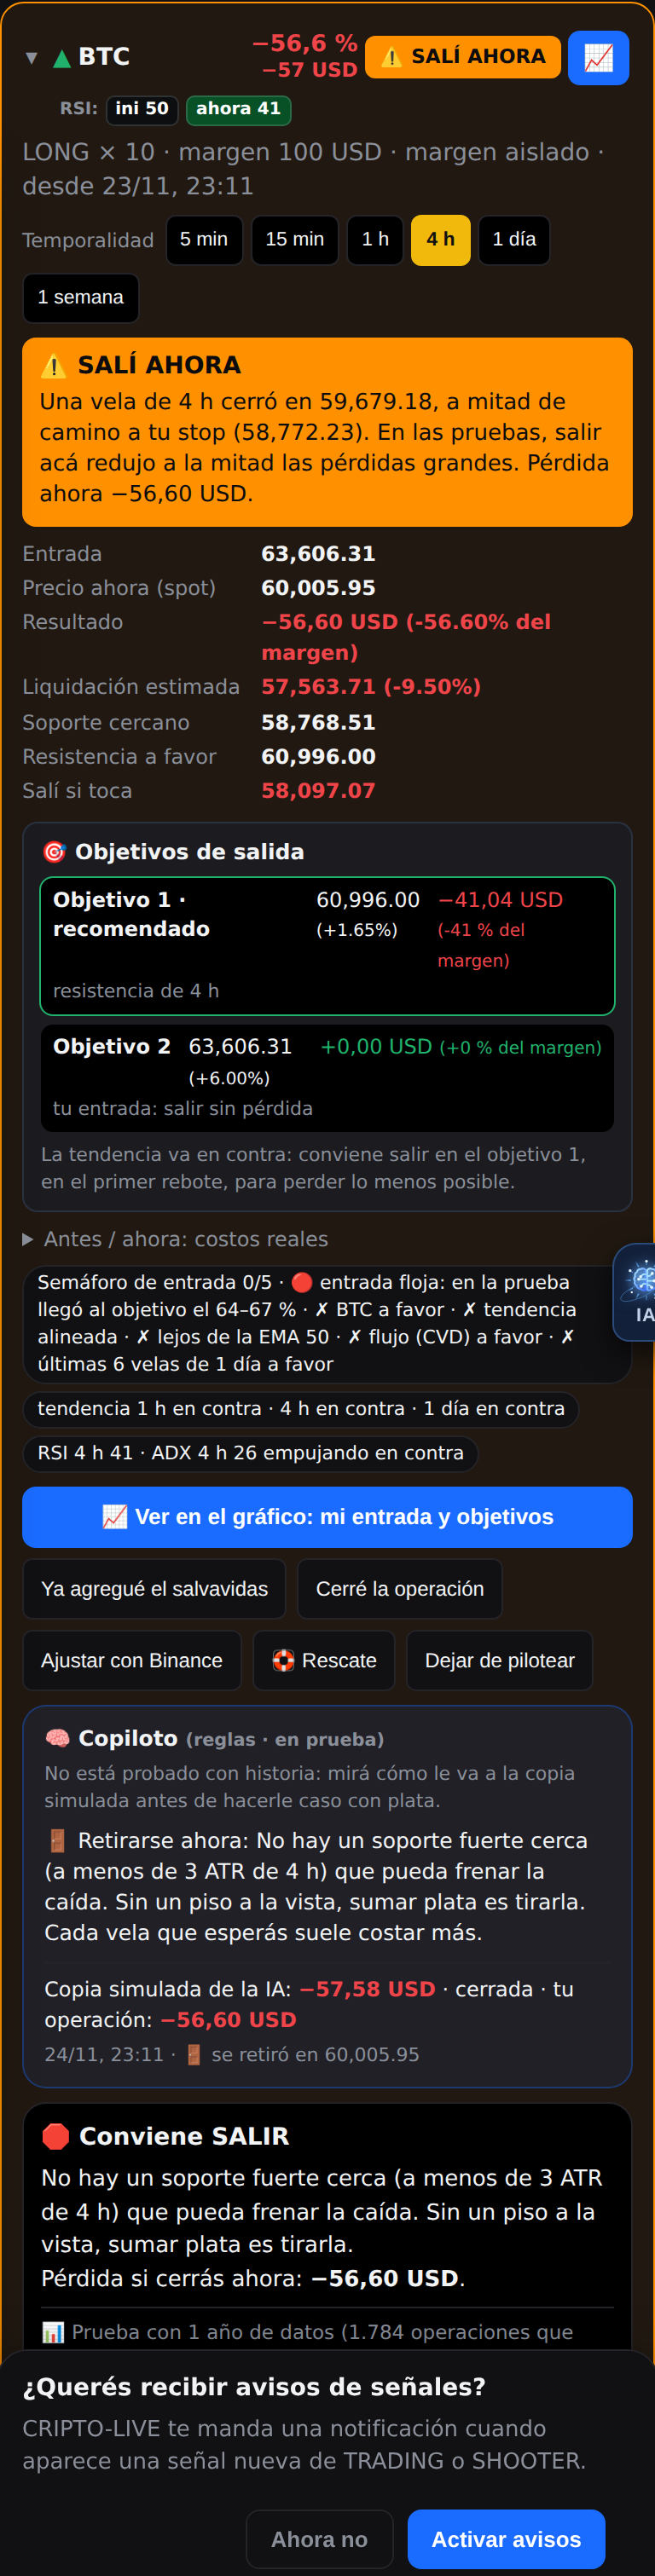 ▼ ▲ BTC −56,6 % ⚠️ SALÍ AHORA 📈
−57 USD
RSI: ini 50 ahora 41
LONG × 10 · margen 100 USD · margen aislado ·
desde 23/11, 23:11
Temporalidad 5 min 15 min 1 h 4 h 1 día
1 semana
⚠️ SALÍ AHORA
Una vela de 4 h cerró en 59,679.18, a mitad de
camino a tu stop (58,772.23). En las pruebas, salir
acá redujo a la mitad las pérdidas grandes. Pérdida
ahora −56,60 USD.
Entrada 63,606.31
Precio ahora (spot) 60,005.95
Resultado −56,60 USD (-56.60% del
margen)
Liquidación estimada 57,563.71 (-9.50%)
Soporte cercano 58,768.51
Resistencia a favor 60,996.00
Salí si toca 58,097.07
🎯 Objetivos de salida
Objetivo 1 · 60,996.00 −41,04 USD
recomendado (+1.65%) (-41 % del
margen)
resistencia de 4 h
Objetivo 2 63,606.31 +0,00 USD (+0 % del margen)
(+6.00%)
tu entrada: salir sin pérdida
La tendencia va en contra: conviene salir en el objetivo 1,
en el primer rebote, para perder lo menos posible.
▶ Antes / ahora: costos reales
Semáforo de entrada 0/5 · 🔴 entrada floja: en la prueba
llegó al objetivo el 64–67 % · ✗ BTC a favor · ✗ tendencia
alineada · ✗ lejos de la EMA 50 · ✗ flujo (CVD) a favor · ✗
últimas 6 velas de 1 día a favor
IA
tendencia 1 h en contra · 4 h en contra · 1 día en contra
RSI 4 h 41 · ADX 4 h 26 empujando en contra
📈 Ver en el gráfico: mi entrada y objetivos
Ya agregué el salvavidas Cerré la operación
Ajustar con Binance 🛟 Rescate Dejar de pilotear
🧠 Copiloto (reglas · en prueba)
No está probado con historia: mirá cómo le va a la copia
simulada antes de hacerle caso con plata.
🚪 Retirarse ahora: No hay un soporte fuerte cerca
(a menos de 3 ATR de 4 h) que pueda frenar la
caída. Sin un piso a la vista, sumar plata es tirarla.
Cada vela que esperás suele costar más.
Copia simulada de la IA: −57,58 USD · cerrada · tu
operación: −56,60 USD
24/11, 23:11 · 🚪 se retiró en 60,005.95
🛑 Conviene SALIR
No hay un soporte fuerte cerca (a menos de 3 ATR
de 4 h) que pueda frenar la caída. Sin un piso a la
vista, sumar plata es tirarla.
Pérdida si cerrás ahora: −56,60 USD.
📊 Prueba con 1 año de datos (1.784 operaciones que
¿Querés recibir avisos de señales?
CRIPTO-LIVE te manda una notificación cuando
aparece una señal nueva de TRADING o SHOOTER.
Ahora no Activar avisos